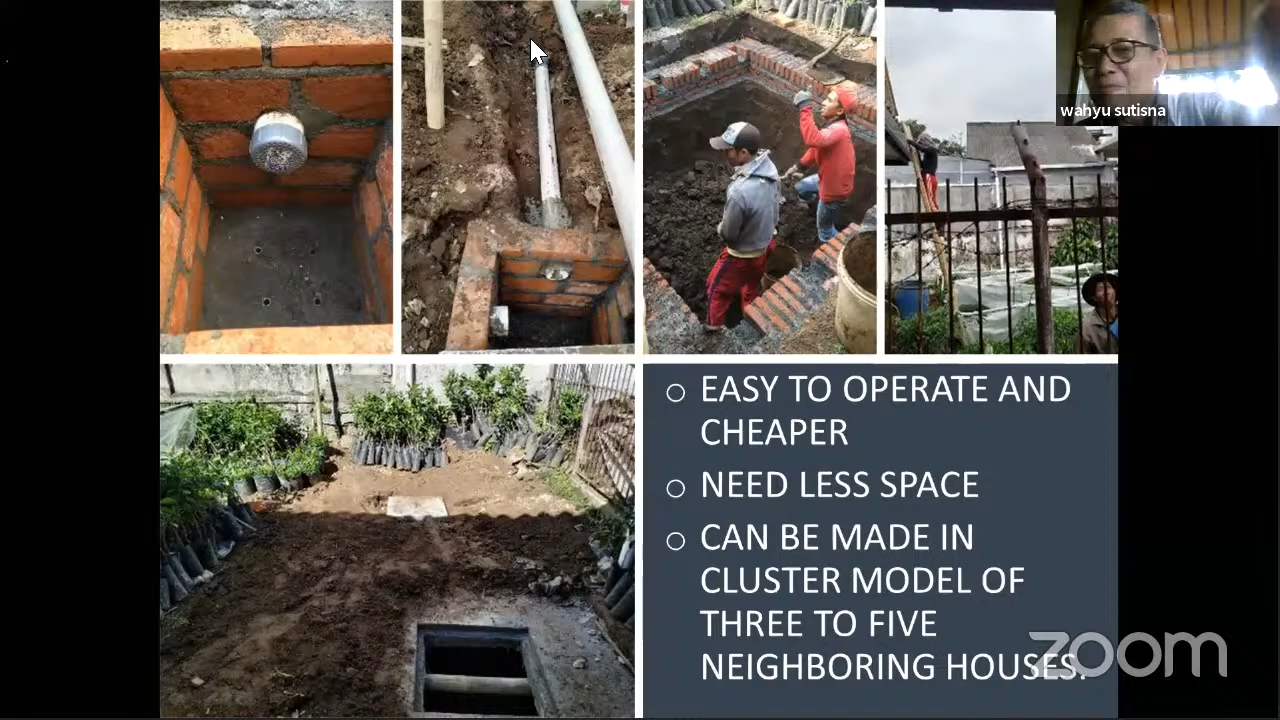 wahyu sutisna
○ EASY TO OPERATE AND
CHEAPER
○ NEED LESS SPACE
○ CAN BE MADE IN
CLUSTER MODEL OF
THREE TO FIVE
NEIGHBORING HOUSES.
zoom